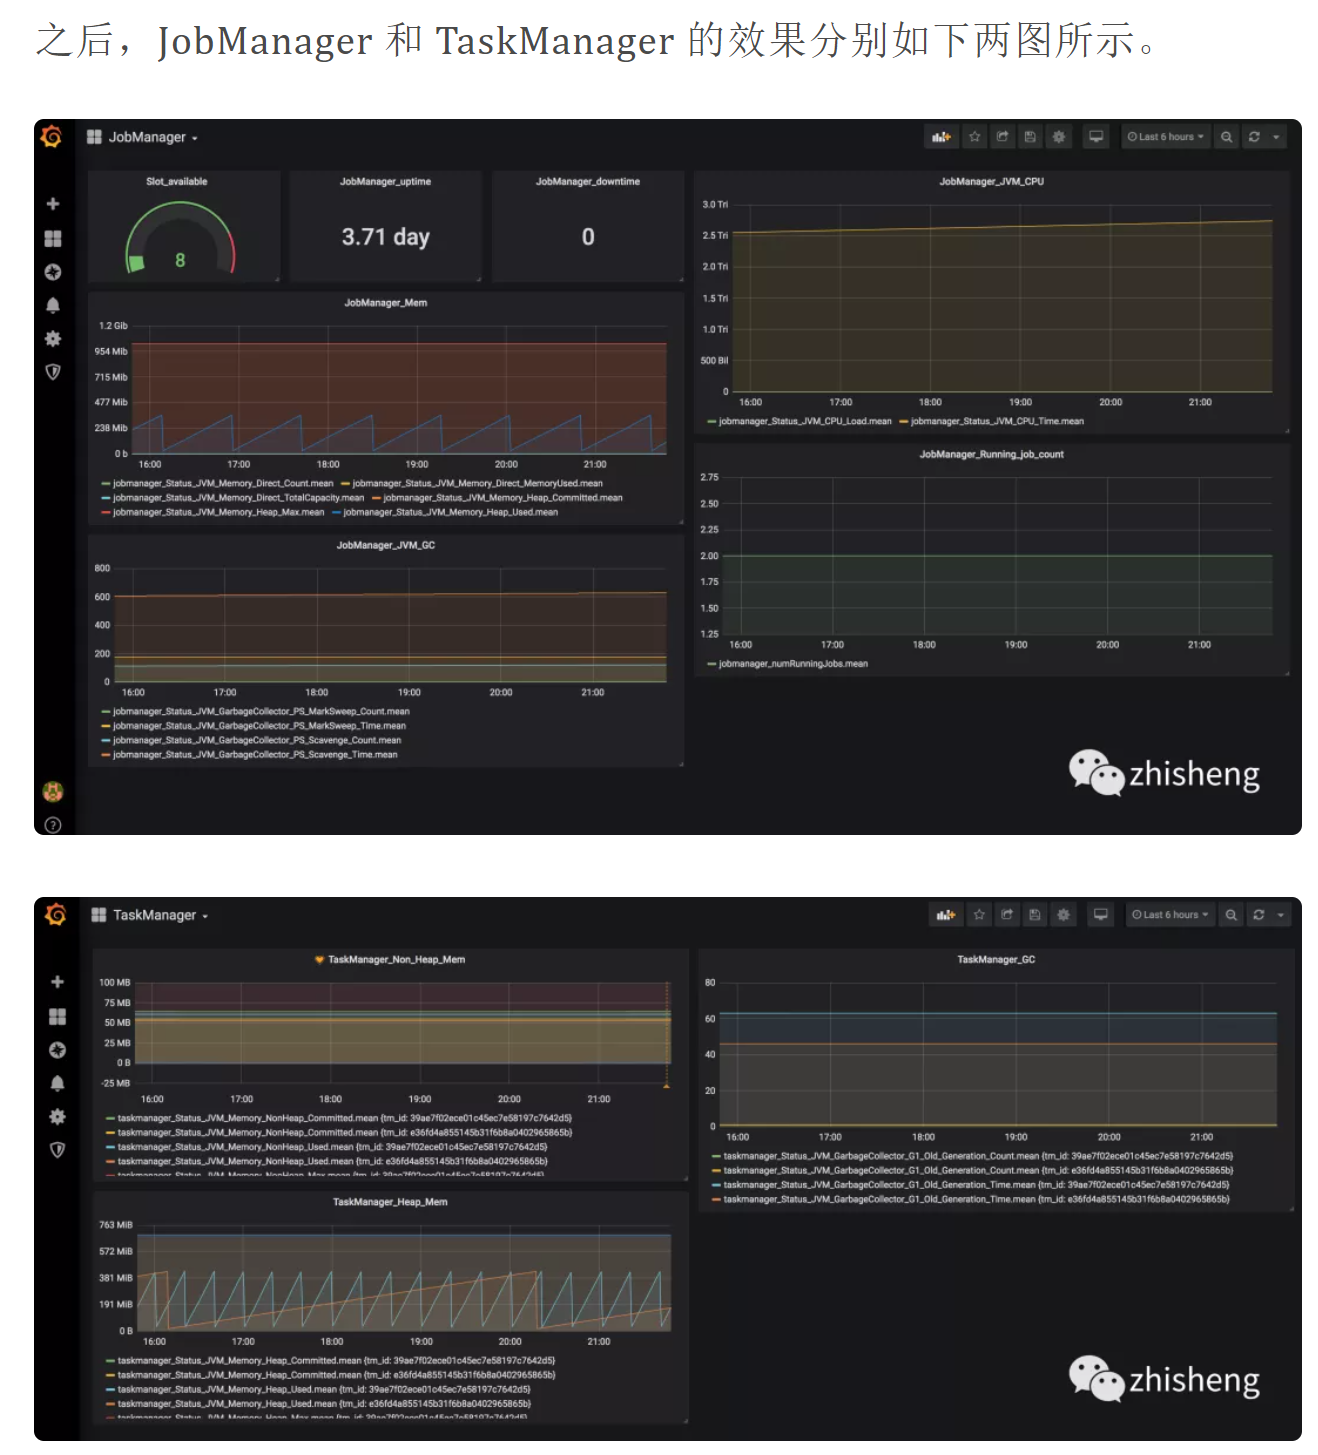 之后，JobManager 和 TaskManager 的效果分别如下两图所示。
JobManager
Last 6 hours
Slot_available
8
JobManager_uptime
3.71 day
JobManager_downtime
0
JobManager_JVM_CPU
3.0 Tri
2.5 Tri
2.0 Tri
1.5 Tri
1.0 Tri
500 Bil
0
16:00 17:00 18:00 19:00 20:00 21:00
jobmanager_Status_JVM_CPU_Load.mean jobmanager_Status_JVM_CPU_Time.mean
JobManager_Mem
1.2 Gib
954 Mib
715 Mib
477 Mib
238 Mib
0 b
16:00 17:00 18:00 19:00 20:00 21:00
jobmanager_Status_JVM_Memory_Direct_Count.mean jobmanager_Status_JVM_Memory_Direct_MemoryUsed.mean
jobmanager_Status_JVM_Memory_Direct_TotalCapacity.mean jobmanager_Status_JVM_Memory_Heap_Committed.mean
jobmanager_Status_JVM_Memory_Heap_Max.mean jobmanager_Status_JVM_Memory_Heap_Used.mean
JobManager_Running_job_count
2.75
2.50
2.25
2.00
1.75
1.50
1.25
16:00 17:00 18:00 19:00 20:00 21:00
jobmanager_numRunningJobs.mean
JobManager_JVM_GC
800
600
400
200
0
16:00 17:00 18:00 19:00 20:00 21:00
jobmanager_Status_JVM_GarbageCollector_PS_MarkSweep_Count.mean
jobmanager_Status_JVM_GarbageCollector_PS_MarkSweep_Time.mean
jobmanager_Status_JVM_GarbageCollector_PS_Scavenge_Count.mean
jobmanager_Status_JVM_GarbageCollector_PS_Scavenge_Time.mean
zhisheng
TaskManager
Last 6 hours
TaskManager_Non_Heap_Mem
100 MB
75 MB
50 MB
25 MB
0 B
-25 MB
16:00 17:00 18:00 19:00 20:00 21:00
taskmanager_Status_JVM_Memory_NonHeap_Committed.mean {tm_id: 39ae7f02ece01c45ec7e58197c7642d5}
taskmanager_Status_JVM_Memory_NonHeap_Committed.mean {tm_id: e36fd4a855145b31f6b8a0402965865b}
taskmanager_Status_JVM_Memory_NonHeap_Used.mean {tm_id: 39ae7f02ece01c45ec7e58197c7642d5}
taskmanager_Status_JVM_Memory_NonHeap_Used.mean {tm_id: e36fd4a855145b31f6b8a0402965865b}
taskmanager_Status_JVM_Memory_NonHeap_Max.mean {tm_id: 39ae7f02ece01c45ec7e58197c7642d5}
TaskManager_GC
80
60
40
20
0
16:00 17:00 18:00 19:00 20:00 21:00
taskmanager_Status_JVM_GarbageCollector_G1_Old_Generation_Count.mean {tm_id: 39ae7f02ece01c45ec7e58197c7642d5}
taskmanager_Status_JVM_GarbageCollector_G1_Old_Generation_Count.mean {tm_id: e36fd4a855145b31f6b8a0402965865b}
taskmanager_Status_JVM_GarbageCollector_G1_Old_Generation_Time.mean {tm_id: 39ae7f02ece01c45ec7e58197c7642d5}
taskmanager_Status_JVM_GarbageCollector_G1_Old_Generation_Time.mean {tm_id: e36fd4a855145b31f6b8a0402965865b}
TaskManager_Heap_Mem
763 MiB
572 MiB
381 MiB
191 MiB
0 B
16:00 17:00 18:00 19:00 20:00 21:00
taskmanager_Status_JVM_Memory_Heap_Committed.mean {tm_id: 39ae7f02ece01c45ec7e58197c7642d5}
taskmanager_Status_JVM_Memory_Heap_Committed.mean {tm_id: e36fd4a855145b31f6b8a0402965865b}
taskmanager_Status_JVM_Memory_Heap_Used.mean {tm_id: 39ae7f02ece01c45ec7e58197c7642d5}
taskmanager_Status_JVM_Memory_Heap_Used.mean {tm_id: e36fd4a855145b31f6b8a0402965865b}
taskmanager_Status_JVM_Memory_Heap_Max.mean {tm_id: 39ae7f02ece01c45ec7e58197c7642d5}
zhisheng